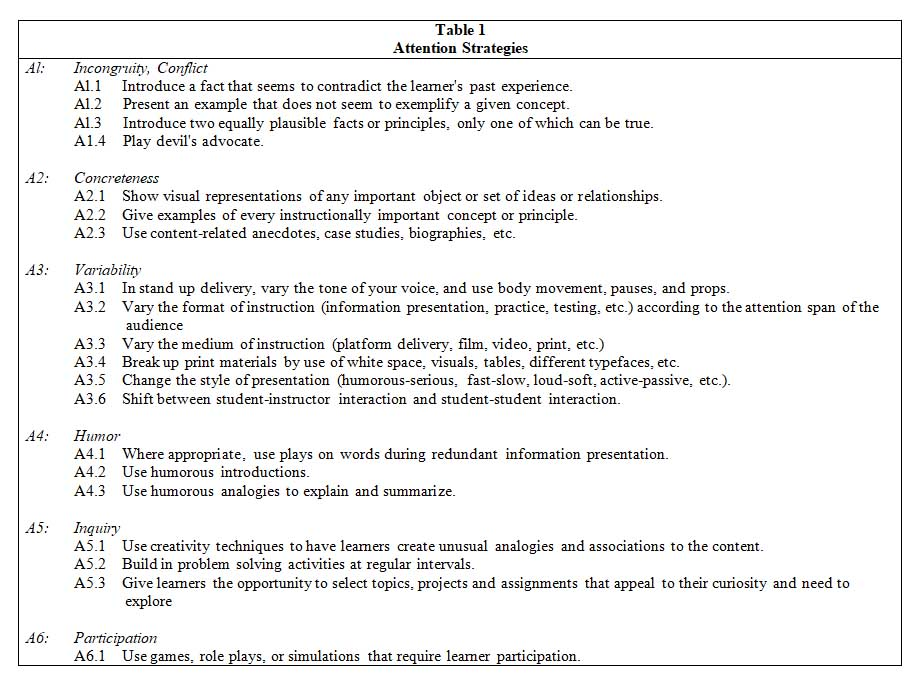 Table 1
Attention Strategies
A1: Incongruity, Conflict
A1.1 Introduce a fact that seems to contradict the learner's past experience.
A1.2 Present an example that does not seem to exemplify a given concept.
A1.3 Introduce two equally plausible facts or principles, only one of which can be true.
A1.4 Play devil's advocate.
A2: Concreteness
A2.1 Show visual representations of any important object or set of ideas or relationships.
A2.2 Give examples of every instructionally important concept or principle.
A2.3 Use content-related anecdotes, case studies, biographies, etc.
A3: Variability
A3.1 In stand up delivery, vary the tone of your voice, and use body movement, pauses, and props.
A3.2 Vary the format of instruction (information presentation, practice, testing, etc.) according to the attention span of the
audience
A3.3 Vary the medium of instruction (platform delivery, film, video, print, etc.)
A3.4 Break up print materials by use of white space, visuals, tables, different typefaces, etc.
A3.5 Change the style of presentation (humorous-serious, fast-slow, loud-soft, active-passive, etc.).
A3.6 Shift between student-instructor interaction and student-student interaction.
A4: Humor
A4.1 Where appropriate, use plays on words during redundant information presentation.
A4.2 Use humorous introductions.
A4.3 Use humorous analogies to explain and summarize.
A5: Inquiry
A5.1 Use creativity techniques to have learners create unusual analogies and associations to the content.
A5.2 Build in problem solving activities at regular intervals.
A5.3 Give learners the opportunity to select topics, projects and assignments that appeal to their curiosity and need to
explore
A6: Participation
A6.1 Use games, role plays, or simulations that require learner participation.